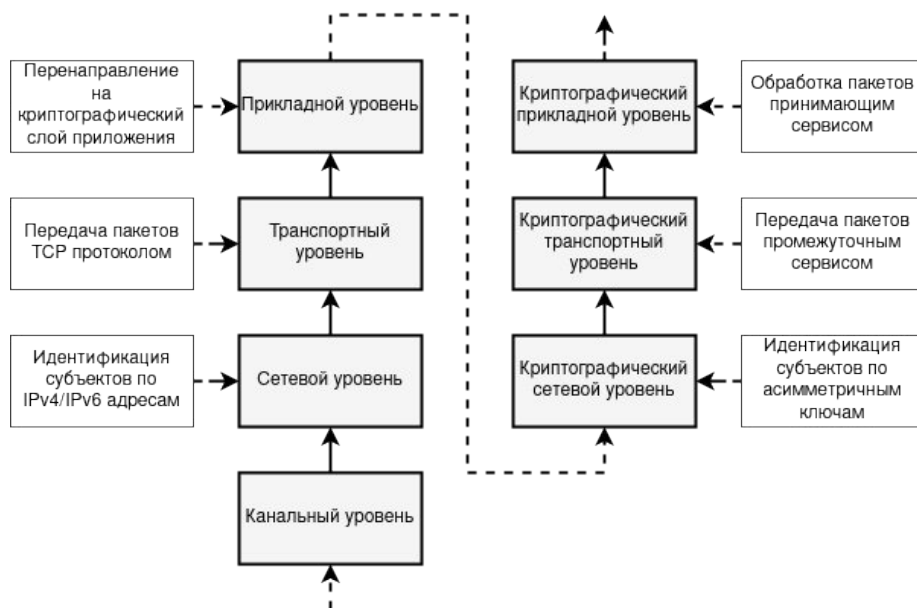 Перенаправление
на
криптографический
слой приложения
Прикладной уровень
Криптографический
прикладной уровень
Обработка пакетов
принимающим
сервисом
Передача пакетов
TCP протоколом
Транспортный
уровень
Криптографический
транспортный
уровень
Передача пакетов
промежуточным
сервисом
Идентификация
субъектов по
IPv4/IPv6 адресам
Сетевой уровень
Криптографический
сетевой уровень
Идентификация
субъектов по
асимметричным
ключам
Канальный уровень